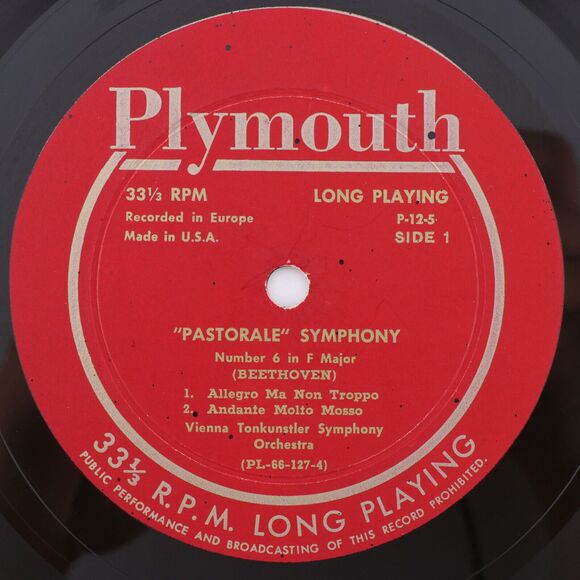 Plymouth
33⅓ RPM LONG PLAYING
Recorded in Europe P-12-5
Made in U.S.A. SIDE 1
"PASTORALE" SYMPHONY
Number 6 in F Major
(BEETHOVEN)
1. Allegro Ma Non Troppo
2. Andante Molto Mosso
Vienna Tonkunstler Symphony
Orchestra
(PL-66-127-4)
33⅓ R.P.M. LONG PLAYING
PUBLIC PERFORMANCE AND BROADCASTING OF THIS RECORD PROHIBITED.